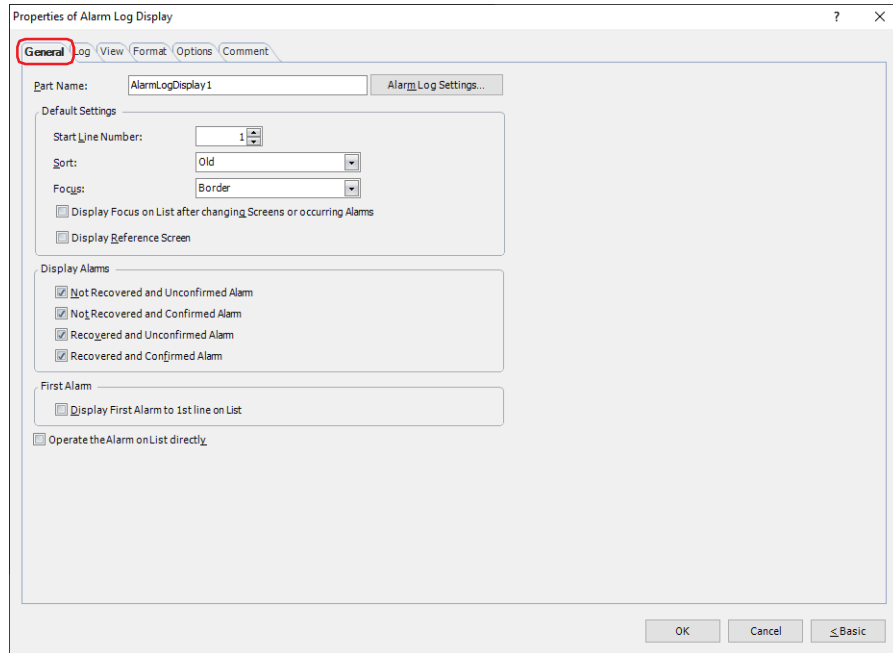 Properties of Alarm Log Display ? ×
General Log View Format Options Comment
Part Name: AlarmLogDisplay1 Alarm Log Settings...
Default Settings
Start Line Number: 1
Sort: Old
Focus: Border
Display Focus on List after changing Screens or occurring Alarms
Display Reference Screen
Display Alarms
Not Recovered and Unconfirmed Alarm
Not Recovered and Confirmed Alarm
Recovered and Unconfirmed Alarm
Recovered and Confirmed Alarm
First Alarm
Display First Alarm to 1st line on List
Operate the Alarm on List directly
OK Cancel < Basic